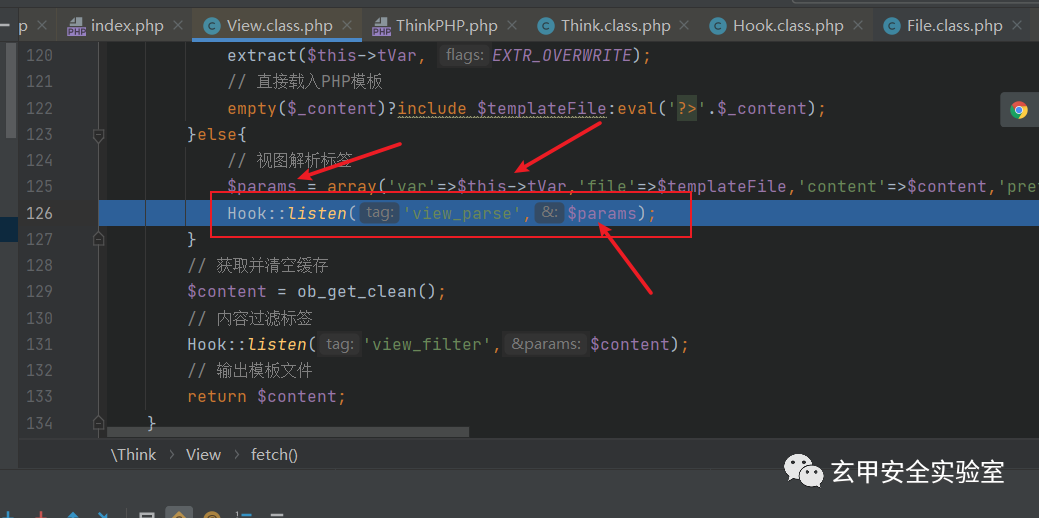 p index.php View.class.php ThinkPHP.php Think.class.php Hook.class.php File.class.php
120 extract($this->tVar, flags: EXTR_OVERWRITE);
121 // 直接载入PHP模板
122 empty($_content)?include $templateFile:eval('?>'.$_content);
123 }else{
124 // 视图解析标签
125 $params = array('var'=>$this->tVar,'file'=>$templateFile,'content'=>$content,'pre
126 Hook::listen( tag: 'view_parse', &: $params);
127 }
128 // 获取并清空缓存
129 $content = ob_get_clean();
130 // 内容过滤标签
131 Hook::listen( tag: 'view_filter', &params: $content);
132 // 输出模板文件
133 return $content;
134 }
\Think › View › fetch()
玄甲安全实验室